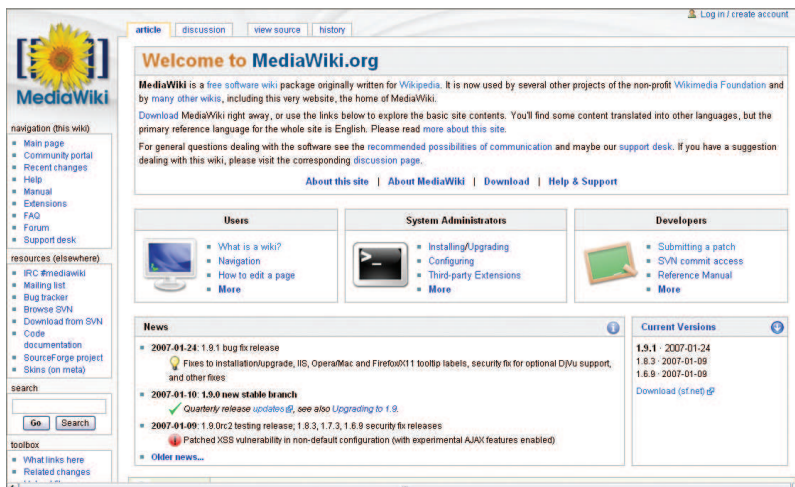 Log in / create account
article
discussion
view source
history
MediaWiki
Welcome to MediaWiki.org
MediaWiki is a free software wiki package originally written for Wikipedia. It is now used by several other projects of the non-profit Wikimedia Foundation and
by many other wikis, including this very website, the home of MediaWiki.
Download MediaWiki right away, or use the links below to explore the basic site contents. You'll find some content translated into other languages, but the
primary reference language for the whole site is English. Please read more about this site.
For general questions dealing with the software see the recommended possibilities of communication and maybe our support desk. If you have a suggestion
dealing with this wiki, please visit the corresponding discussion page.
About this site | About MediaWiki | Download | Help & Support
navigation (this wiki)
Main page
Community portal
Recent changes
Help
Manual
Extensions
FAQ
Forum
Support desk
resources (elsewhere)
IRC #mediawiki
Mailing list
Bug tracker
Browse SVN
Download from SVN
Code
documentation
SourceForge project
Skins (on meta)
search
Go
Search
toolbox
What links here
Related changes
Users
What is a wiki?
Navigation
How to edit a page
More
System Administrators
>_
Installing/Upgrading
Configuring
Third-party Extensions
More
Developers
Submitting a patch
SVN commit access
Reference Manual
More
News
2007-01-24: 1.9.1 bug fix release
Fixes to installation/upgrade, IIS, Opera/Mac and Firefox/X11 tooltip labels, security fix for optional DjVu support,
and other fixes
2007-01-10: 1.9.0 new stable branch
Quarterly release updates, see also Upgrading to 1.9.
2007-01-09: 1.9.0rc2 testing release; 1.8.3, 1.7.3, 1.6.9 security fix releases
Patched XSS vulnerability in non-default configuration (with experimental AJAX features enabled)
Older news...
Current Versions
1.9.1 · 2007-01-24
1.8.3 · 2007-01-09
1.6.9 · 2007-01-09
Download (sf.net)